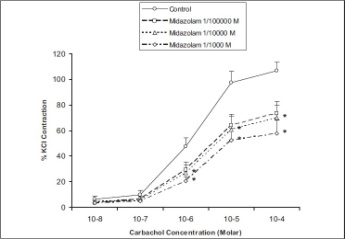 Control
Midazolam 1/100000 M
Midazolam 1/10000 M
Midazolam 1/1000 M
% KCl Contraction
120
100
80
60
40
20
0
* *
* *
* *
10-8 10-7 10-6 10-5 10-4
Carbachol Concentration (Molar)